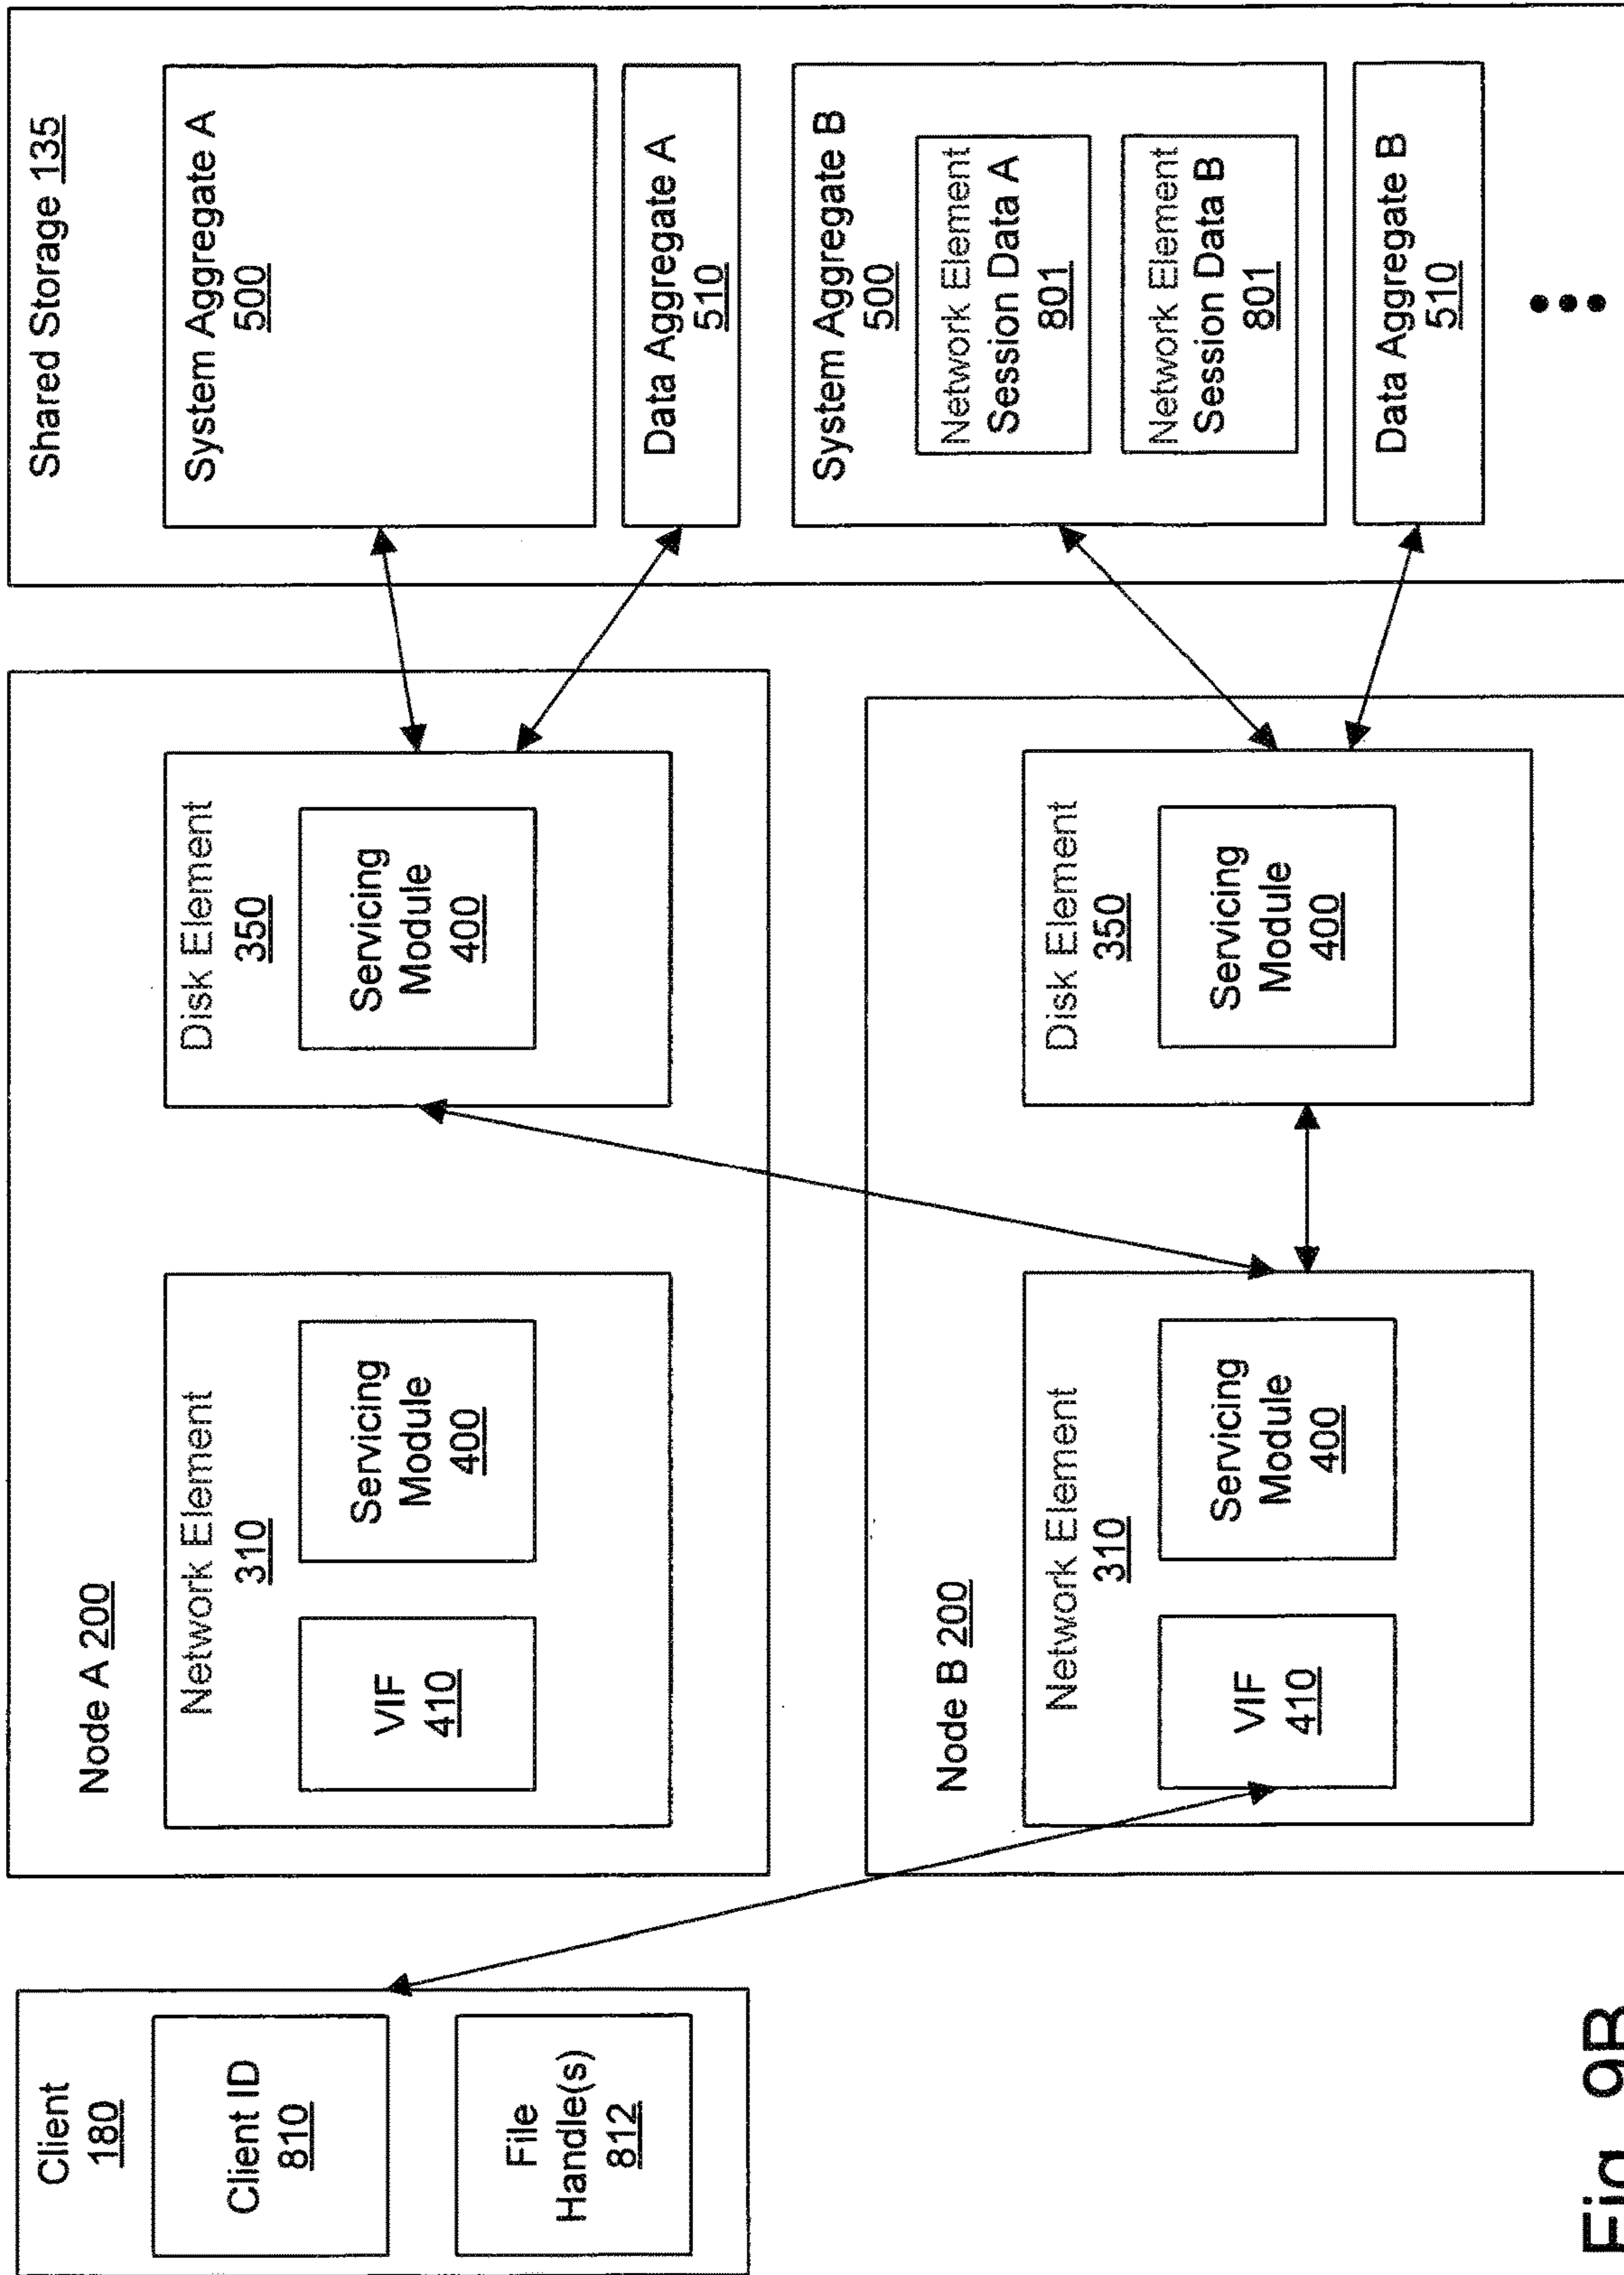 Client
180
Client ID
810
File
Handle(s)
812
Node A 200
Network Element
310
VIF
410
Servicing
Module
400
Disk Element
350
Servicing
Module
400
Node B 200
Network Element
310
VIF
410
Servicing
Module
400
Disk Element
350
Servicing
Module
400
Shared Storage 135
System Aggregate A
500
Data Aggregate A
510
System Aggregate B
500
Network Element
Session Data A
801
Network Element
Session Data B
801
Data Aggregate B
510
Fig. 9B